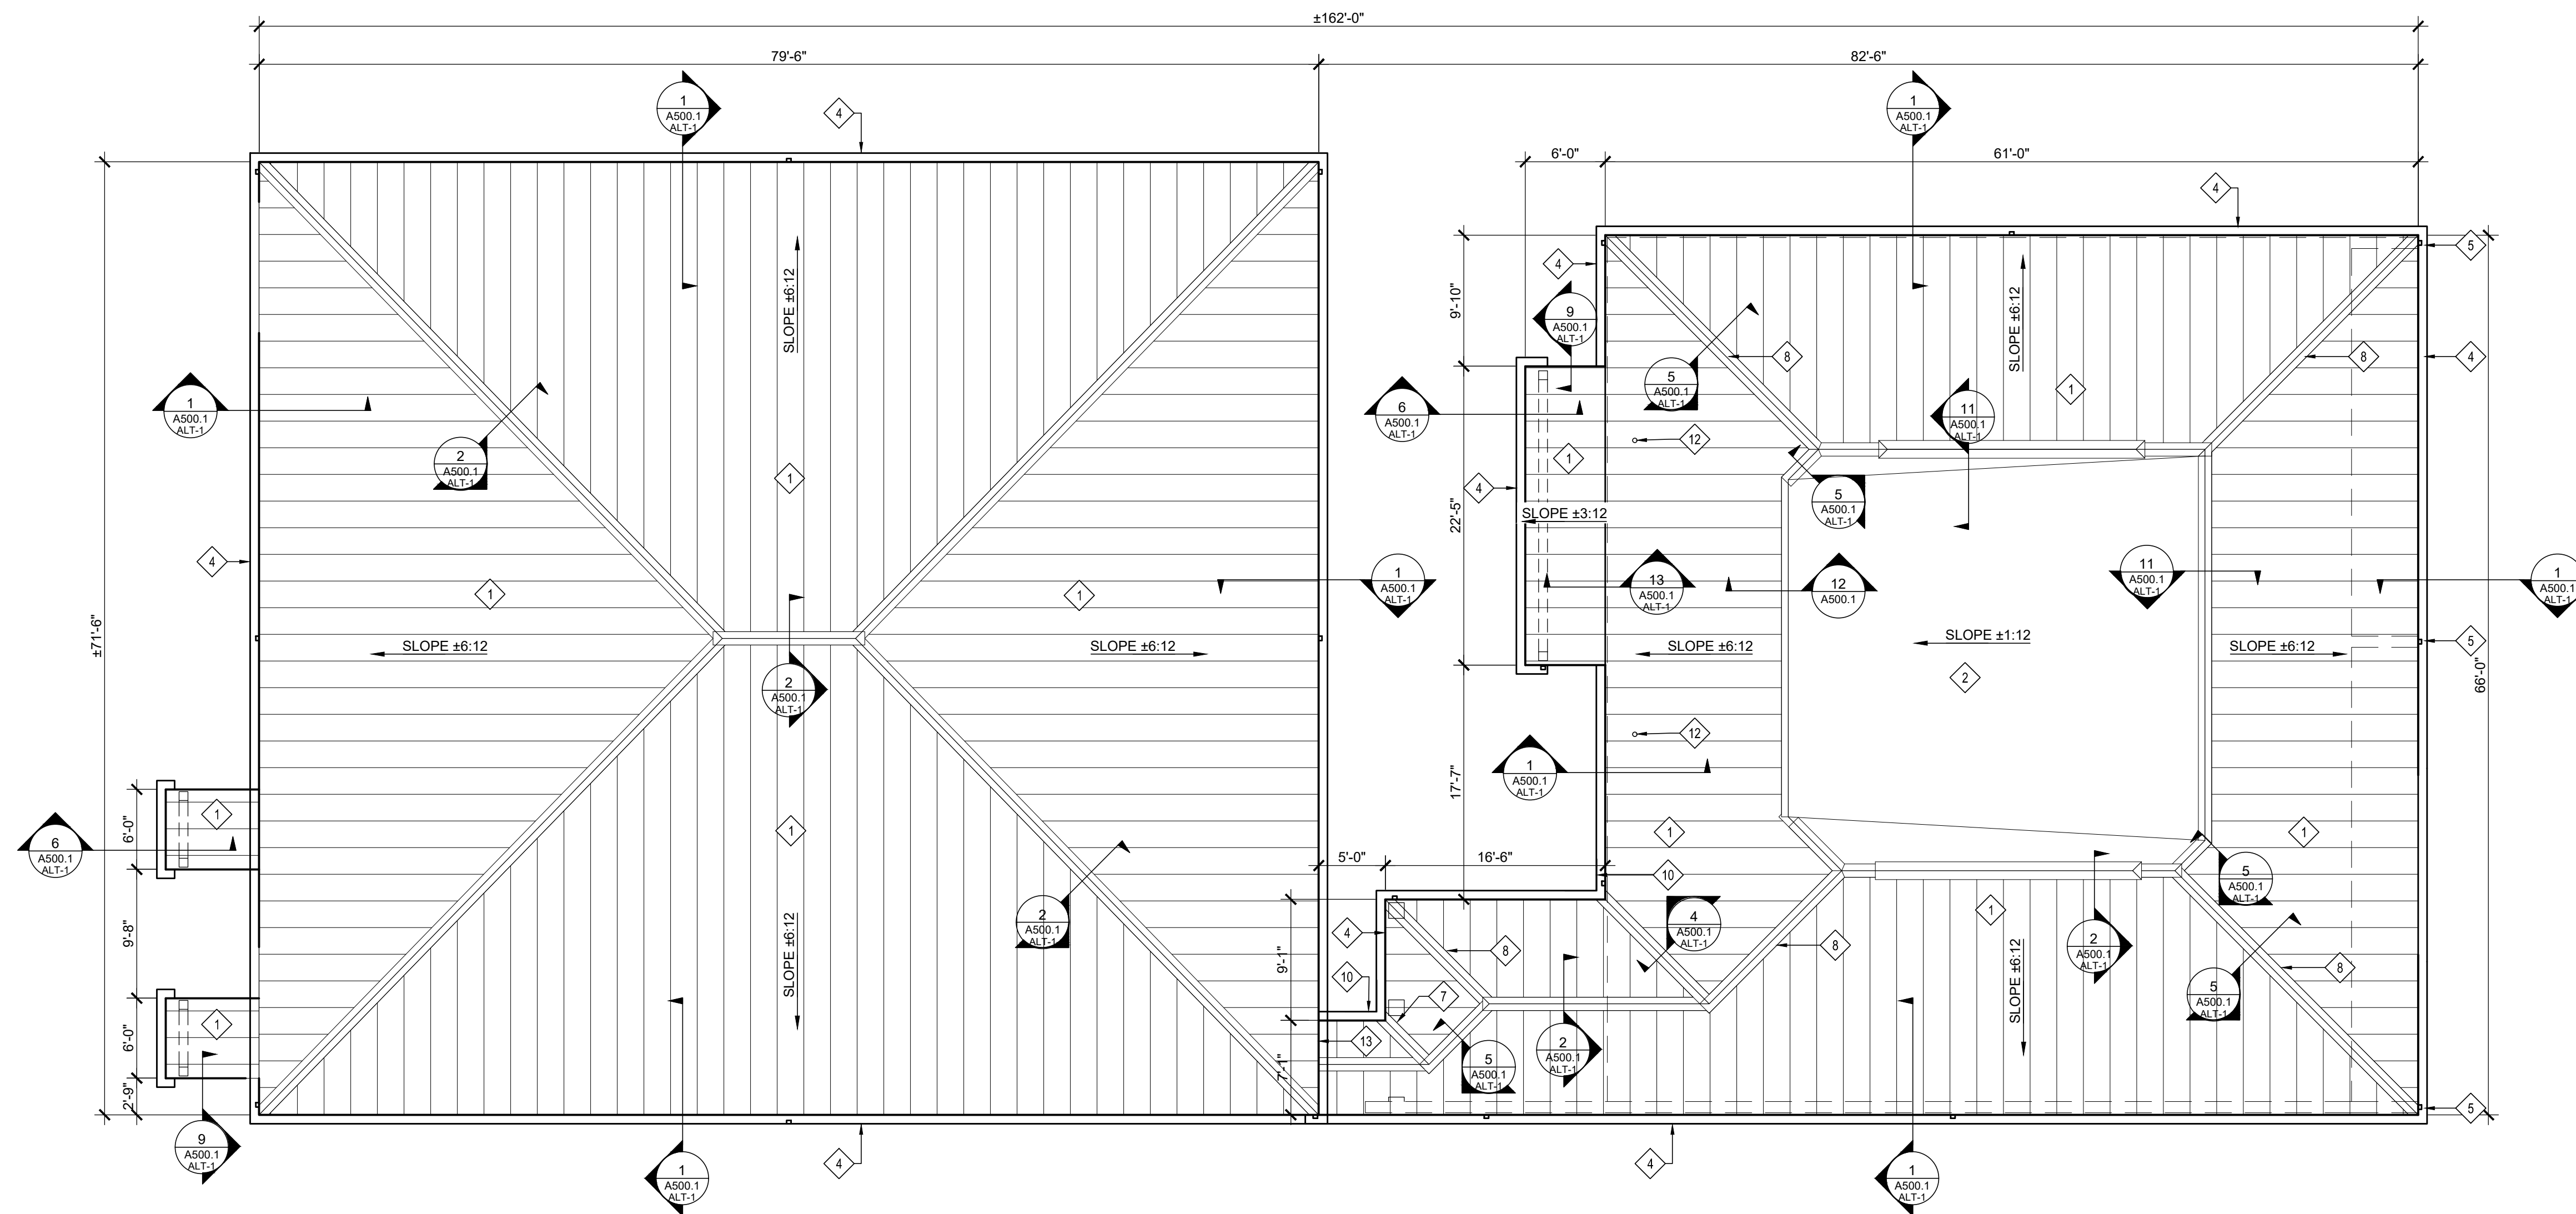 ±162'-0"
79'-6"
82'-6"
1
A500.1
ALT-1
4
1
A500.1
ALT-1
6'-0"
61'-0"
4
5
4
9'-10"
SLOPE ±6:12
SLOPE ±6:12
9
A500.1
ALT-1
8
8
4
5
A500.1
ALT-1
1
1
A500.1
ALT-1
6
A500.1
ALT-1
11
A500.1
ALT-1
12
2
A500.1
ALT-1
1
1
4
5
A500.1
ALT-1
22'-5"
SLOPE ±3:12
4
1
1
1
A500.1
ALT-1
13
A500.1
ALT-1
12
A500.1
11
A500.1
ALT-1
1
A500.1
ALT-1
±71'-6"
SLOPE ±6:12
SLOPE ±6:12
SLOPE ±6:12
SLOPE ±1:12
SLOPE ±6:12
5
66'-0"
2
2
A500.1
ALT-1
12
17'-7"
1
A500.1
ALT-1
1
6'-0"
1
1
1
6
A500.1
ALT-1
5'-0"
16'-6"
10
5
A500.1
ALT-1
9'-8"
SLOPE ±6:12
2
A500.1
ALT-1
4
9'-1"
8
4
A500.1
ALT-1
8
1
2
A500.1
ALT-1
SLOPE ±6:12
8
10
7
5
A500.1
ALT-1
1
6'-0"
13
7'-1"
2
A500.1
ALT-1
5
A500.1
ALT-1
2'-9"
5
9
A500.1
ALT-1
4
4
1
A500.1
ALT-1
1
A500.1
ALT-1